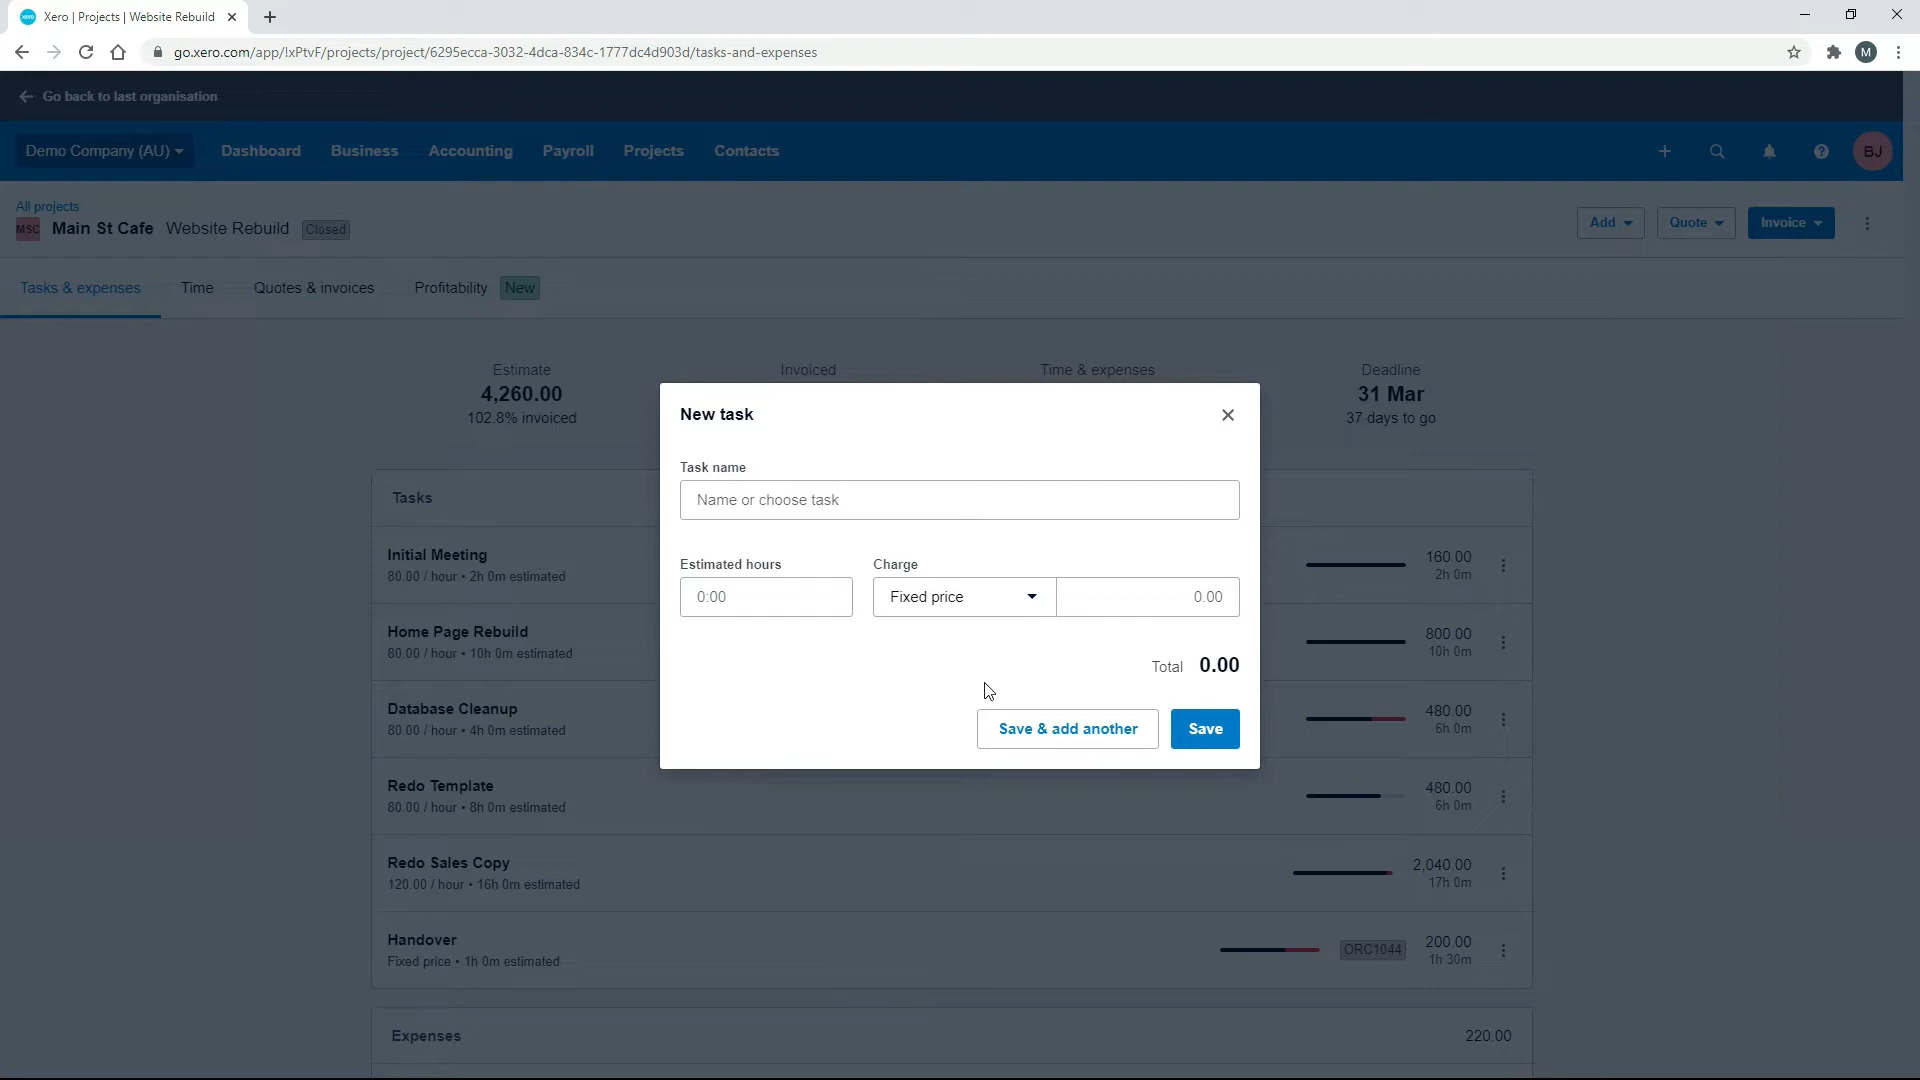 Xero | Projects | Website Rebuild
go.xero.com/app/!xPtvF/projects/project/6295ecca-3032-4dca-834c-1777dc4d903d/tasks-and-expenses
M
Go back to last organisation
Demo Company (AU)
Dashboard
Business
Accounting
Payroll
Projects
Contacts
BJ
All projects
MSC
Main St Cafe
Website Rebuild
Closed
Add
Quote
Invoice
Tasks & expenses
Time
Quotes & invoices
Profitability
New
Estimate
4,260.00
102.8% invoiced
Invoiced
Time & expenses
Deadline
31 Mar
37 days to go
New task
Task name
Name or choose task
Estimated hours
0:00
Charge
Fixed price
0.00
Total 0.00
Save & add another
Save
Tasks
Initial Meeting
80.00 / hour • 2h 0m estimated
160.00
2h 0m
Home Page Rebuild
80.00 / hour • 10h 0m estimated
800.00
10h 0m
Database Cleanup
80.00 / hour • 4h 0m estimated
480.00
6h 0m
Redo Template
80.00 / hour • 8h 0m estimated
480.00
6h 0m
Redo Sales Copy
120.00 / hour • 16h 0m estimated
2,040.00
17h 0m
Handover
Fixed price • 1h 0m estimated
ORC1044
200.00
1h 30m
Expenses
220.00